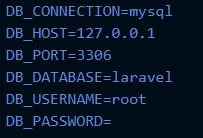 DB_CONNECTION=mysql
DB_HOST=127.0.0.1
DB_PORT=3306
DB_DATABASE=laravel
DB_USERNAME=root
DB_PASSWORD=